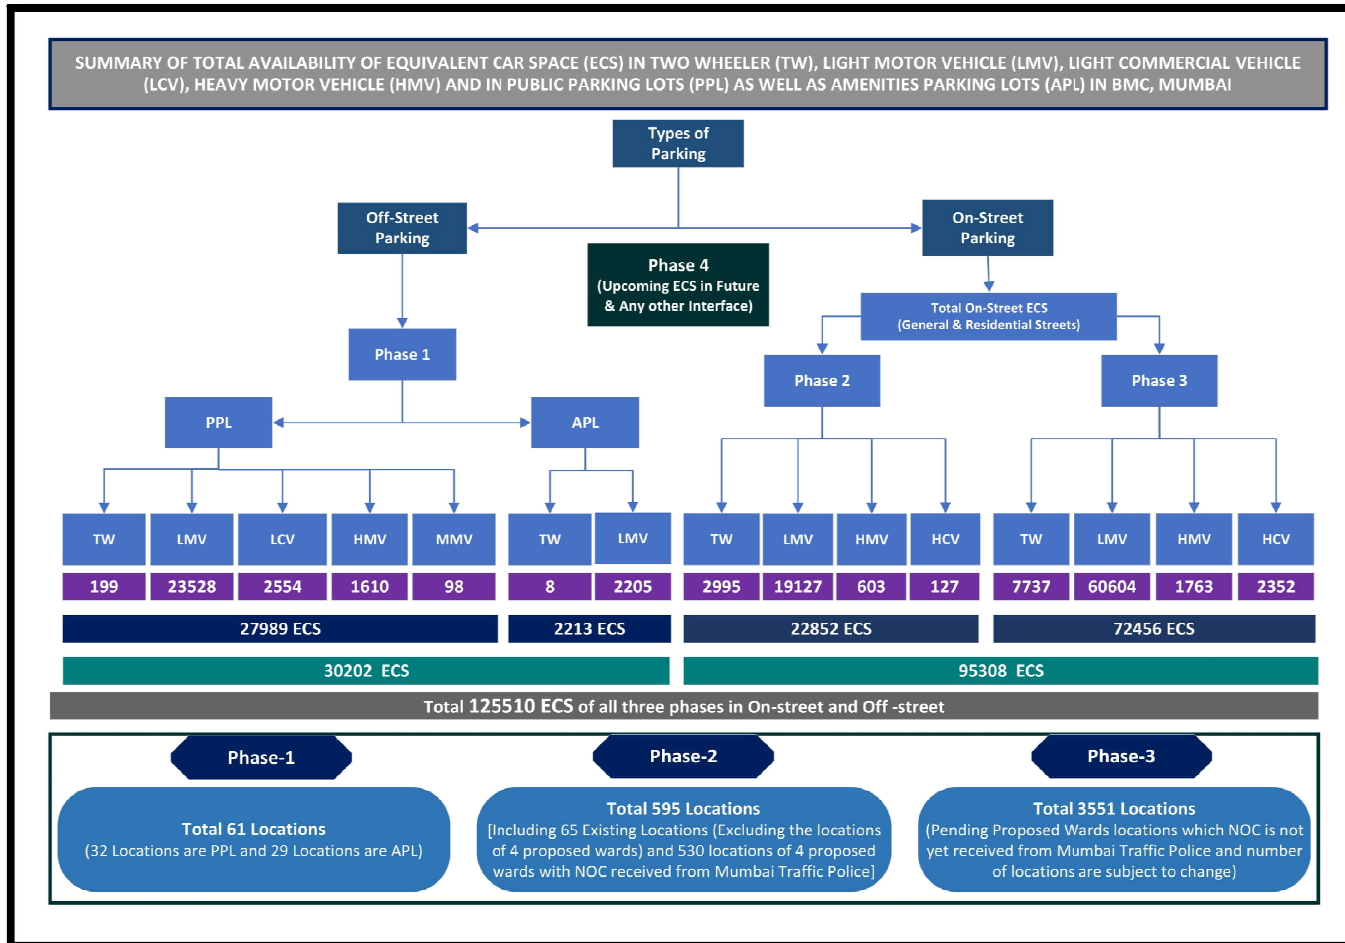 SUMMARY OF TOTAL AVAILABILITY OF EQUIVALENT CAR SPACE (ECS) IN TWO WHEELER (TW), LIGHT MOTOR VEHICLE (LMV), LIGHT COMMERCIAL VEHICLE
(LCV), HEAVY MOTOR VEHICLE (HMV) AND IN PUBLIC PARKING LOTS (PPL) AS WELL AS AMENITIES PARKING LOTS (APL) IN BMC, MUMBAI
Types of
Parking
Off-Street
Parking
On-Street
Parking
Phase 4
(Upcoming ECS in Future
& Any other Interface)
Total On-Street ECS
(General & Residential Streets)
Phase 1
Phase 2
Phase 3
PPL
APL
TW
LMV
LCV
HMV
MMV
TW
LMV
TW
LMV
HMV
HCV
TW
LMV
HMV
HCV
199
23528
2554
1610
98
8
2205
2995
19127
603
127
7737
60604
1763
2352
27989 ECS
2213 ECS
22852 ECS
72456 ECS
30202 ECS
95308 ECS
Total 125510 ECS of all three phases in On-street and Off -street
Phase-1
Total 61 Locations
(32 Locations are PPL and 29 Locations are APL)
Phase-2
Total 595 Locations
[Including 65 Existing Locations (Excluding the locations
of 4 proposed wards) and 530 locations of 4 proposed
wards with NOC received from Mumbai Traffic Police]
Phase-3
Total 3551 Locations
(Pending Proposed Wards locations which NOC is not
yet received from Mumbai Traffic Police and number
of locations are subject to change)